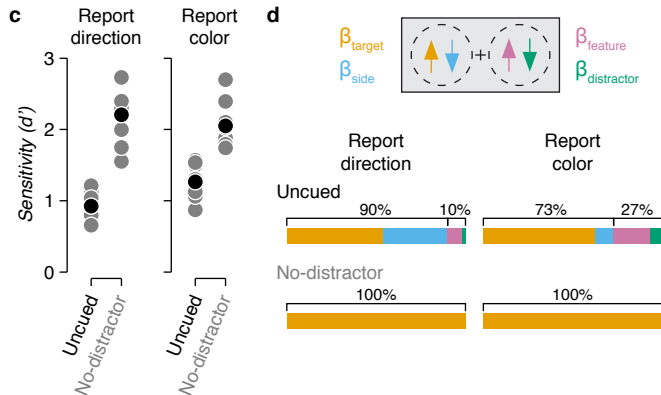 c
Report
direction
Report
color
Sensitivity (d')
3
2
1
0
Uncued
No-distractor
Uncued
No-distractor
d
βtarget
βside
+
βfeature
βdistractor
Report
direction
Report
color
Uncued
90%
10%
73%
27%
No-distractor
100%
100%